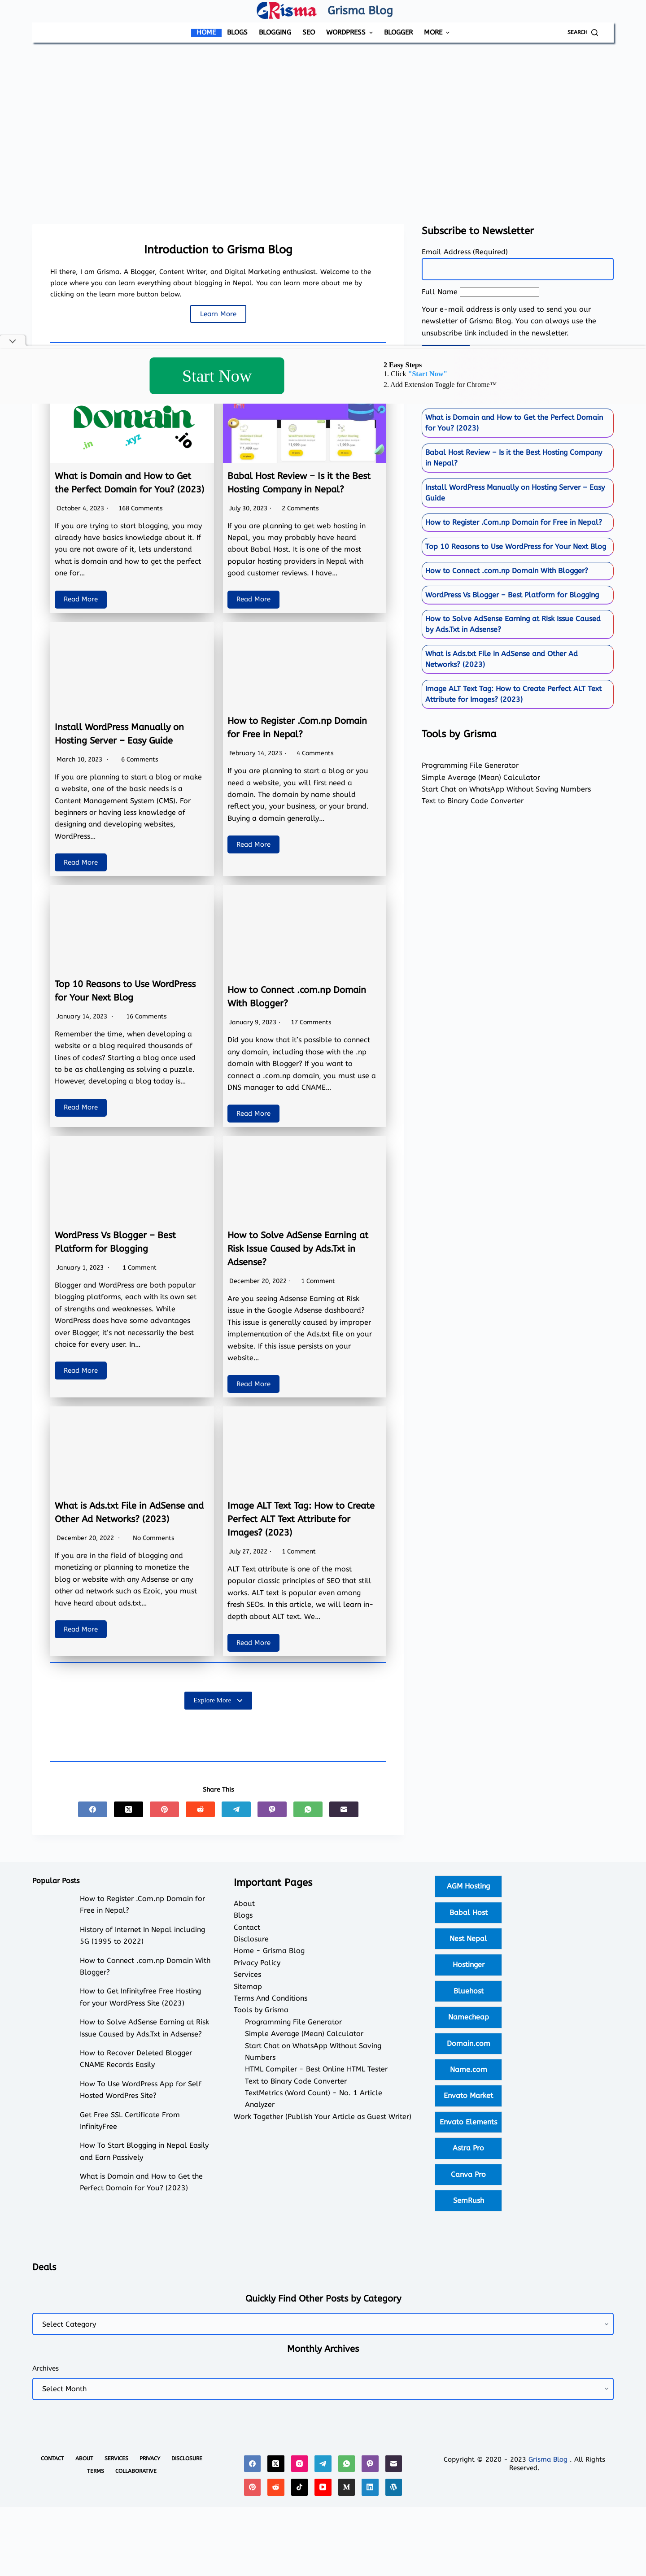 GRisma Grisma Blog
HOME BLOGS BLOGGING SEO WORDPRESS BLOGGER MORE SEARCH
Introduction to Grisma Blog
Hi there, I am Grisma. A Blogger, Content Writer, and Digital Marketing enthusiast. Welcome to the
place where you can learn everything about blogging in Nepal. You can learn more about me by
clicking on the learn more button below.
Learn More
Subscribe to Newsletter
Email Address (Required)
Full Name
Your e-mail address is only used to send you our
newsletter of Grisma Blog. You can always use the
unsubscribe link included in the newsletter.
Start Now
2 Easy Steps
1. Click "Start Now"
2. Add Extension Toggle for Chrome™
Domain
.in .xyz .io
What is Domain and How to Get
the Perfect Domain for You? (2023)
October 4, 2023 · 168 Comments
If you are trying to start blogging, you may
already have basics knowledge about it. If
you are not aware of it, lets understand
what is domain and how to get the perfect
one for…
Read More
Babal Host Review – Is it the Best
Hosting Company in Nepal?
July 30, 2023 · 2 Comments
If you are planning to get web hosting in
Nepal, you may probably have heard
about Babal Host. It is one of the most
popular hosting providers in Nepal with
good customer reviews. I have…
Read More
Install WordPress Manually on
Hosting Server – Easy Guide
March 10, 2023 · 6 Comments
If you are planning to start a blog or make
a website, one of the basic needs is a
Content Management System (CMS). For
beginners or having less knowledge of
designing and developing websites,
WordPress…
Read More
How to Register .Com.np Domain
for Free in Nepal?
February 14, 2023 · 4 Comments
If you are planning to start a blog or you
need a website, you will first need a
domain. The domain by name should
reflect you, your business, or your brand.
Buying a domain generally…
Read More
Top 10 Reasons to Use WordPress
for Your Next Blog
January 14, 2023 · 16 Comments
Remember the time, when developing a
website or a blog required thousands of
lines of codes? Starting a blog once used
to be as challenging as solving a puzzle.
However, developing a blog today is…
Read More
How to Connect .com.np Domain
With Blogger?
January 9, 2023 · 17 Comments
Did you know that it's possible to connect
any domain, including those with the .np
domain with Blogger? If you want to
connect a .com.np domain, you must use a
DNS manager to add CNAME…
Read More
WordPress Vs Blogger – Best
Platform for Blogging
January 1, 2023 · 1 Comment
Blogger and WordPress are both popular
blogging platforms, each with its own set
of strengths and weaknesses. While
WordPress does have some advantages
over Blogger, it's not necessarily the best
choice for every user. In…
Read More
How to Solve AdSense Earning at
Risk Issue Caused by Ads.Txt in
Adsense?
December 20, 2022 · 1 Comment
Are you seeing Adsense Earning at Risk
issue in the Google Adsense dashboard?
This issue is generally caused by improper
implementation of the Ads.txt file on your
website. If this issue persists on your
website…
Read More
What is Ads.txt File in AdSense and
Other Ad Networks? (2023)
December 20, 2022 · No Comments
If you are in the field of blogging and
monetizing or planning to monetize the
blog or website with any Adsense or any
other ad network such as Ezoic, you must
have heard about ads.txt…
Read More
Image ALT Text Tag: How to Create
Perfect ALT Text Attribute for
Images? (2023)
July 27, 2022 · 1 Comment
ALT Text attribute is one of the most
popular classic principles of SEO that still
works. ALT text is popular even among
fresh SEOs. In this article, we will learn in-
depth about ALT text. We…
Read More
Explore More
Share This
What is Domain and How to Get the Perfect Domain
for You? (2023)
Babal Host Review – Is it the Best Hosting Company
in Nepal?
Install WordPress Manually on Hosting Server – Easy
Guide
How to Register .Com.np Domain for Free in Nepal?
Top 10 Reasons to Use WordPress for Your Next Blog
How to Connect .com.np Domain With Blogger?
WordPress Vs Blogger – Best Platform for Blogging
How to Solve AdSense Earning at Risk Issue Caused
by Ads.Txt in Adsense?
What is Ads.txt File in AdSense and Other Ad
Networks? (2023)
Image ALT Text Tag: How to Create Perfect ALT Text
Attribute for Images? (2023)
Tools by Grisma
Programming File Generator
Simple Average (Mean) Calculator
Start Chat on WhatsApp Without Saving Numbers
Text to Binary Code Converter
Popular Posts
How to Register .Com.np Domain for
Free in Nepal?
History of Internet In Nepal including
5G (1995 to 2022)
How to Connect .com.np Domain With
Blogger?
How to Get Infinityfree Free Hosting
for your WordPress Site (2023)
How to Solve AdSense Earning at Risk
Issue Caused by Ads.Txt in Adsense?
How to Recover Deleted Blogger
CNAME Records Easily
How To Use WordPress App for Self
Hosted WordPres Site?
Get Free SSL Certificate From
InfinityFree
How To Start Blogging in Nepal Easily
and Earn Passively
What is Domain and How to Get the
Perfect Domain for You? (2023)
Important Pages
About
Blogs
Contact
Disclosure
Home - Grisma Blog
Privacy Policy
Services
Sitemap
Terms And Conditions
Tools by Grisma
Programming File Generator
Simple Average (Mean) Calculator
Start Chat on WhatsApp Without Saving
Numbers
HTML Compiler - Best Online HTML Tester
Text to Binary Code Converter
TextMetrics (Word Count) - No. 1 Article
Analyzer
Work Together (Publish Your Article as Guest Writer)
AGM Hosting
Babal Host
Nest Nepal
Hostinger
Bluehost
Namecheap
Domain.com
Name.com
Envato Market
Envato Elements
Astra Pro
Canva Pro
SemRush
Deals
Quickly Find Other Posts by Category
Select Category
Monthly Archives
Archives
Select Month
CONTACT ABOUT SERVICES PRIVACY DISCLOSURE
TERMS COLLABORATIVE
Copyright © 2020 - 2023 Grisma Blog . All Rights
Reserved.